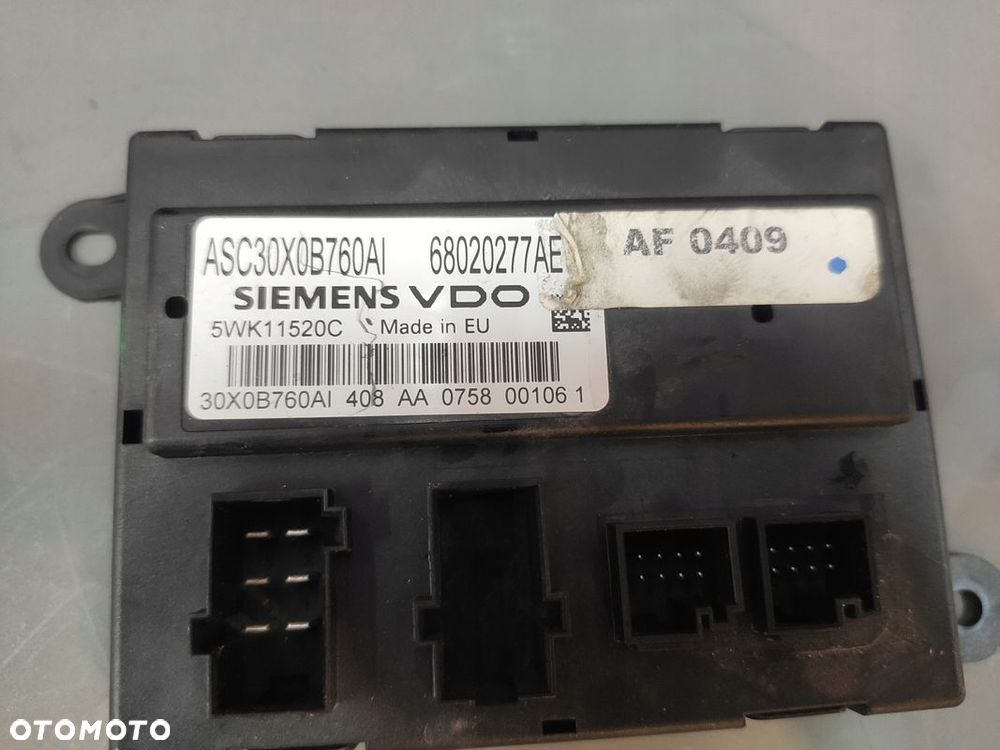 ASC30X0B760AI 68020277AE
AF 0409
SIEMENS VDO
5WK11520C Made in EU
30X0B760AI 408 AA 0758 00106 1
OTOMOTO